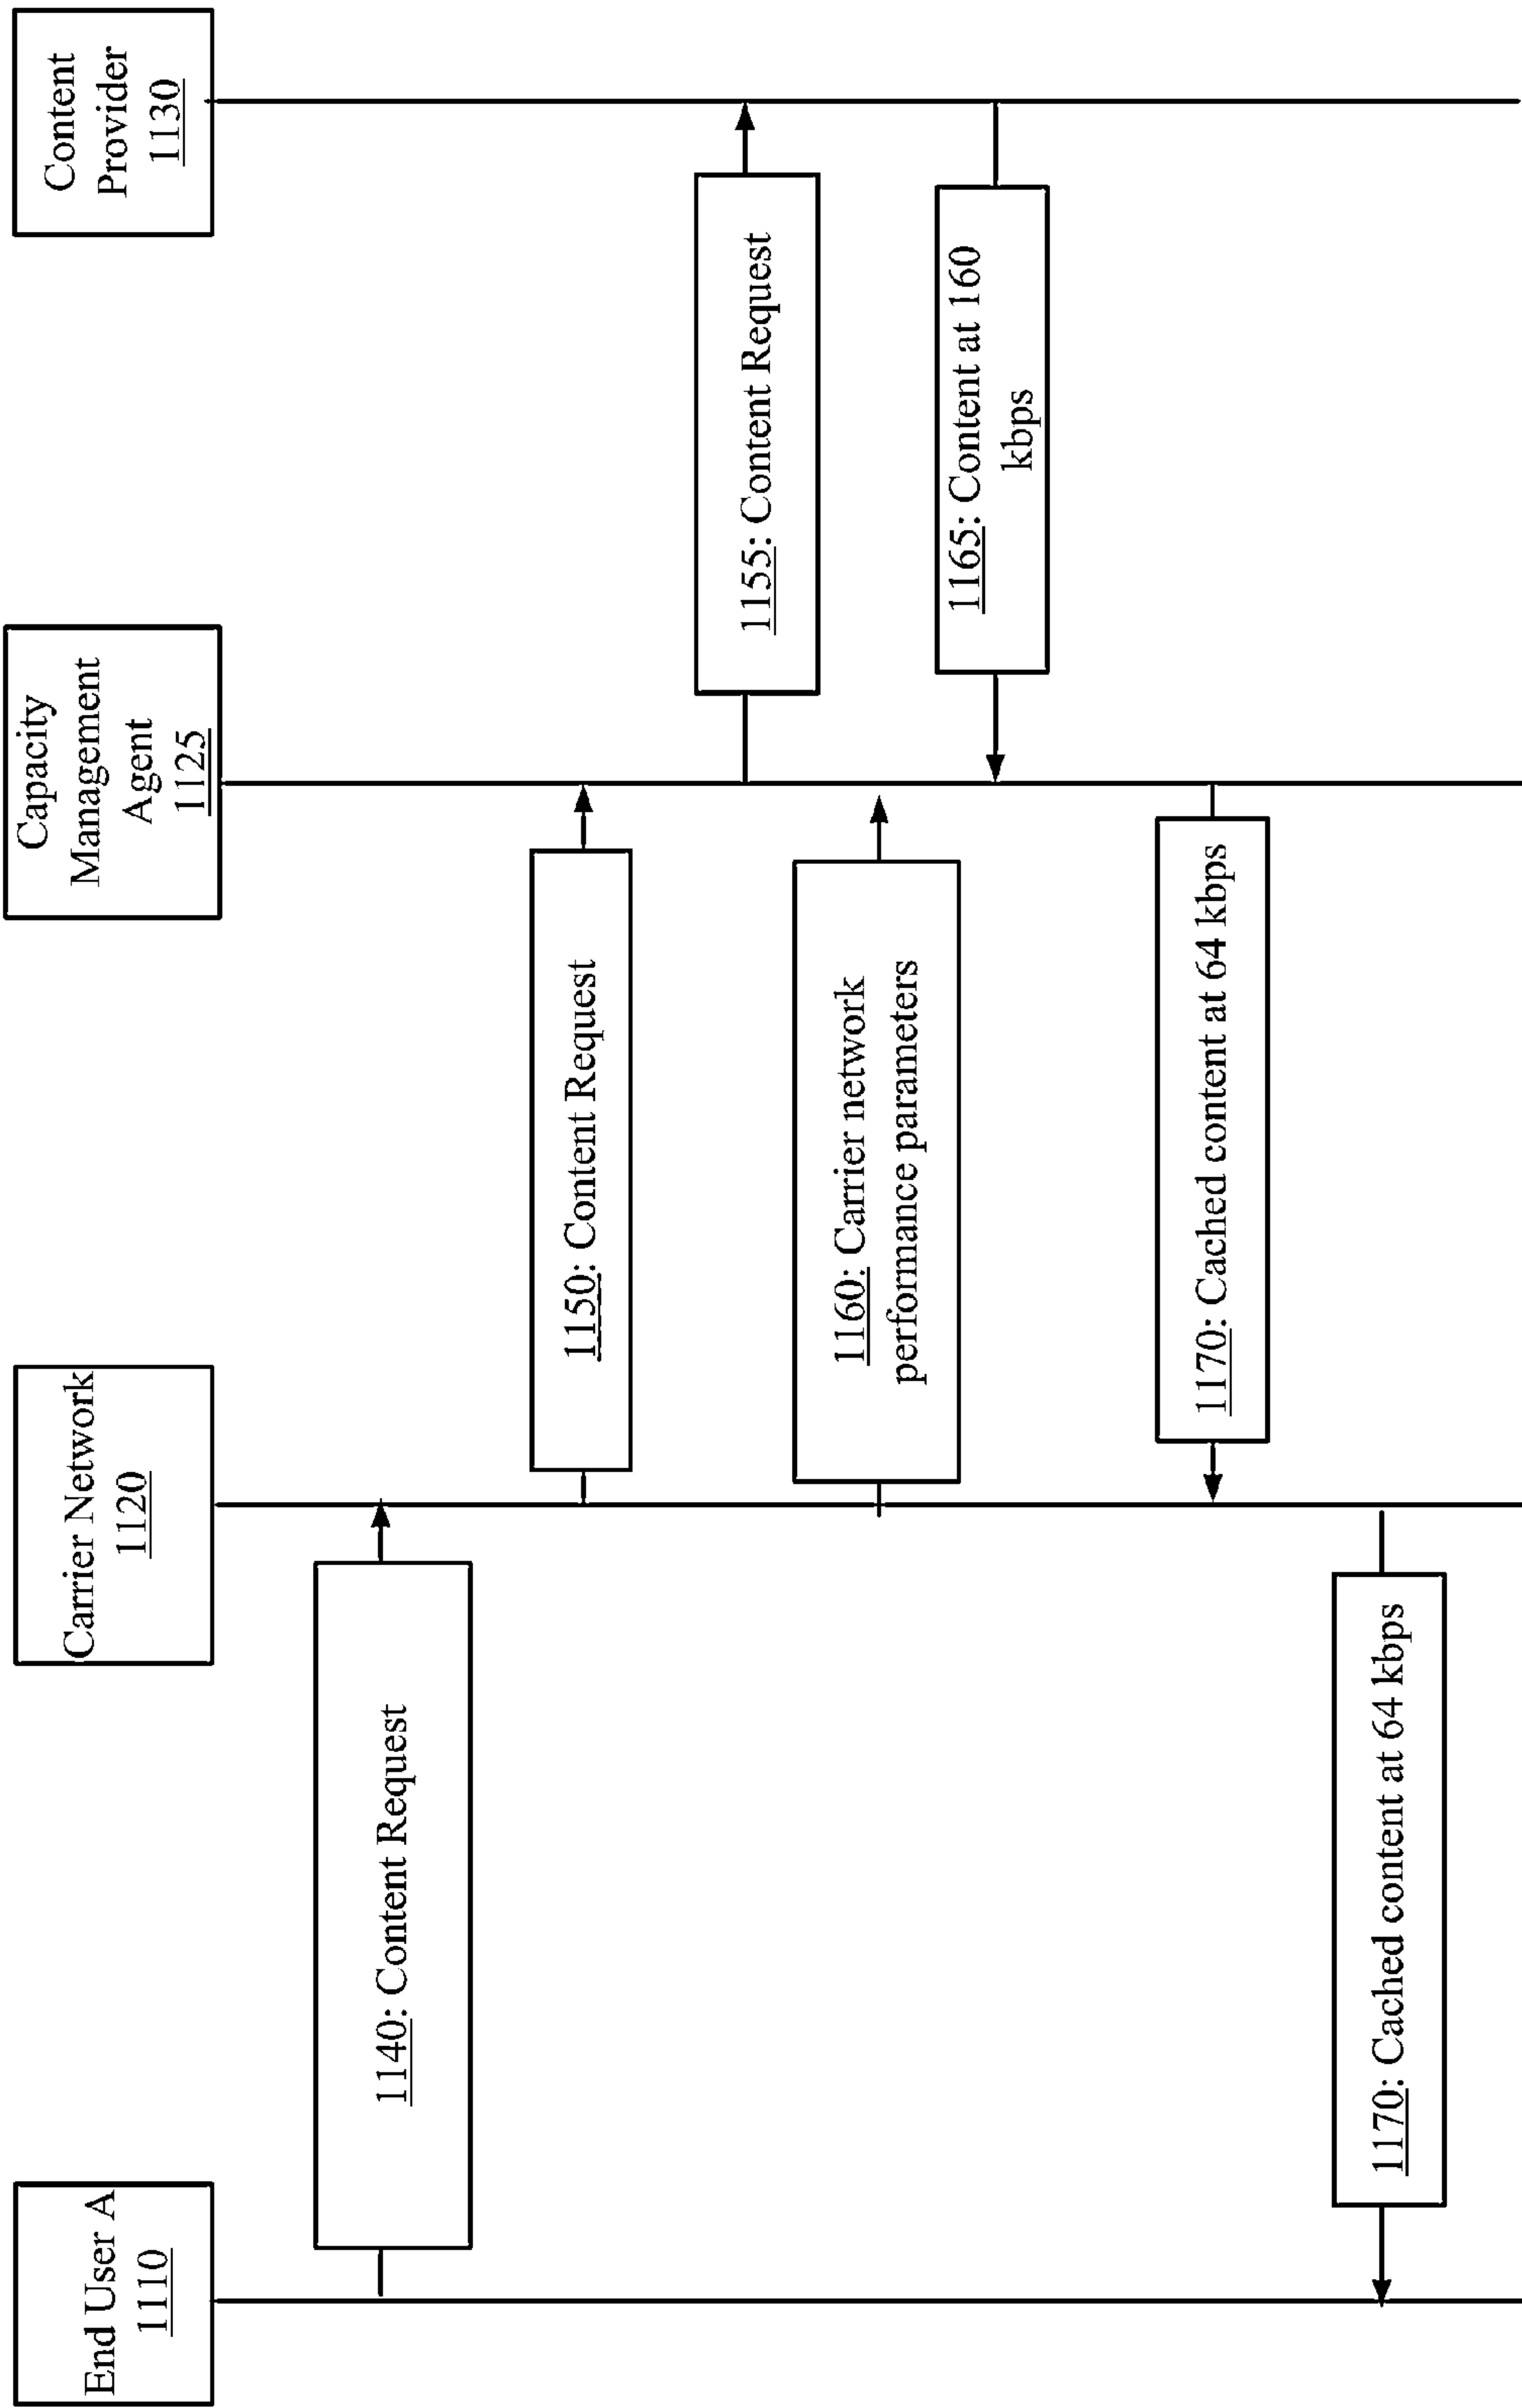 End User A
1110
Carrier Network
1120
Capacity
Management
Agent
1125
Content
Provider
1130
1140: Content Request
1150: Content Request
1155: Content Request
1160: Carrier network
performance parameters
1165: Content at 160
kbps
1170: Cached content at 64 kbps
1170: Cached content at 64 kbps